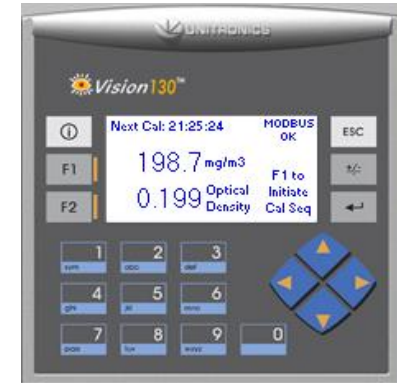 UNITRONICS
Vision130™
Next Cal: 21:25:24
MODBUS
OK
198.7 mg/m3
0.199 Optical
Density
F1 to
Initiate
Cal Seq
i
F1
F2
ESC
+/-
1
2
abc
3
def
4
ghi
5
jkl
6
mno
7
8
tuv
9
wxyz
0